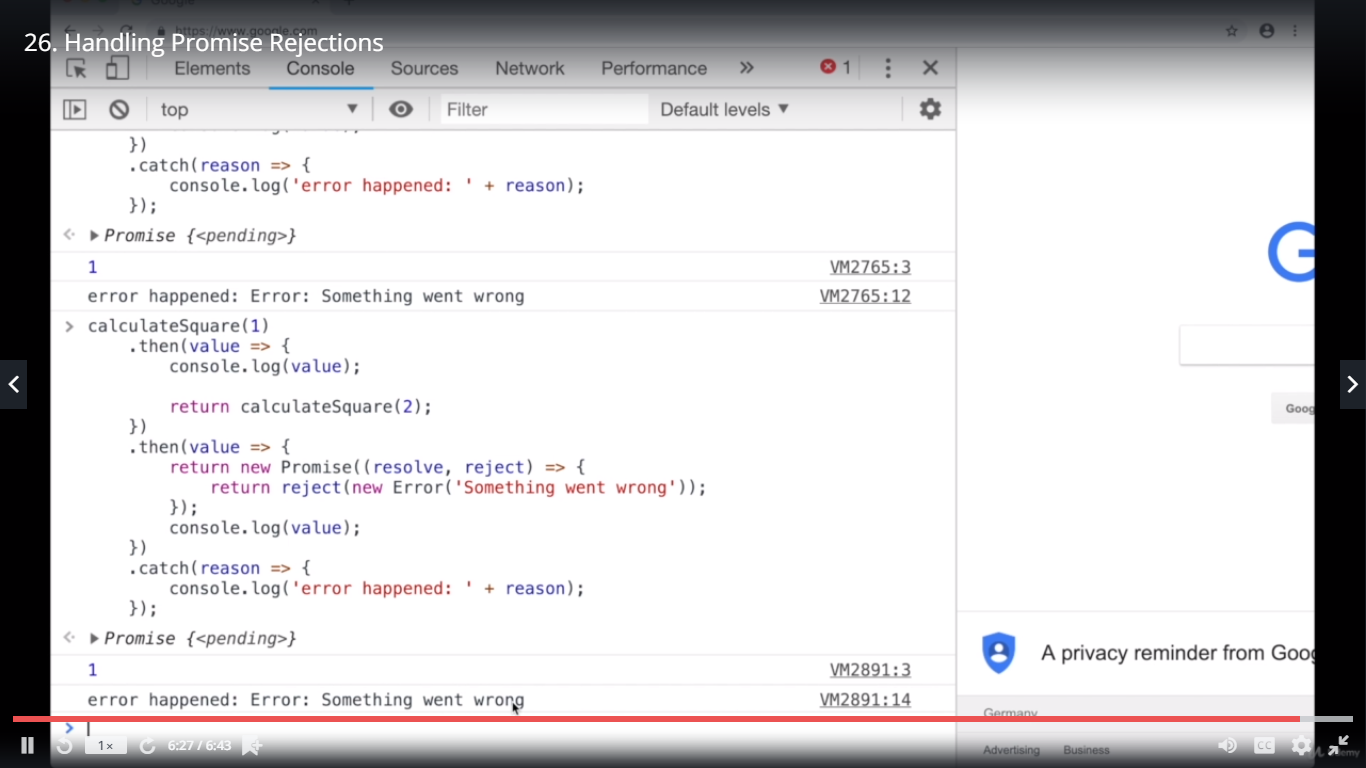 Google
https://www.google.com
26. Handling Promise Rejections
Elements Console Sources Network Performance » 1
top Filter Default levels
})
.catch(reason => {
console.log('error happened: ' + reason);
});
Promise {<pending>}
1 VM2765:3
error happened: Error: Something went wrong VM2765:12
> calculateSquare(1)
.then(value => {
console.log(value);
return calculateSquare(2);
})
.then(value => {
return new Promise((resolve, reject) => {
return reject(new Error('Something went wrong'));
});
console.log(value);
})
.catch(reason => {
console.log('error happened: ' + reason);
});
Promise {<pending>}
1 VM2891:3
error happened: Error: Something went wrong VM2891:14
>
G
Goog
A privacy reminder from Goog
Germany
Advertising Business
1× 6:27 / 6:43 CC